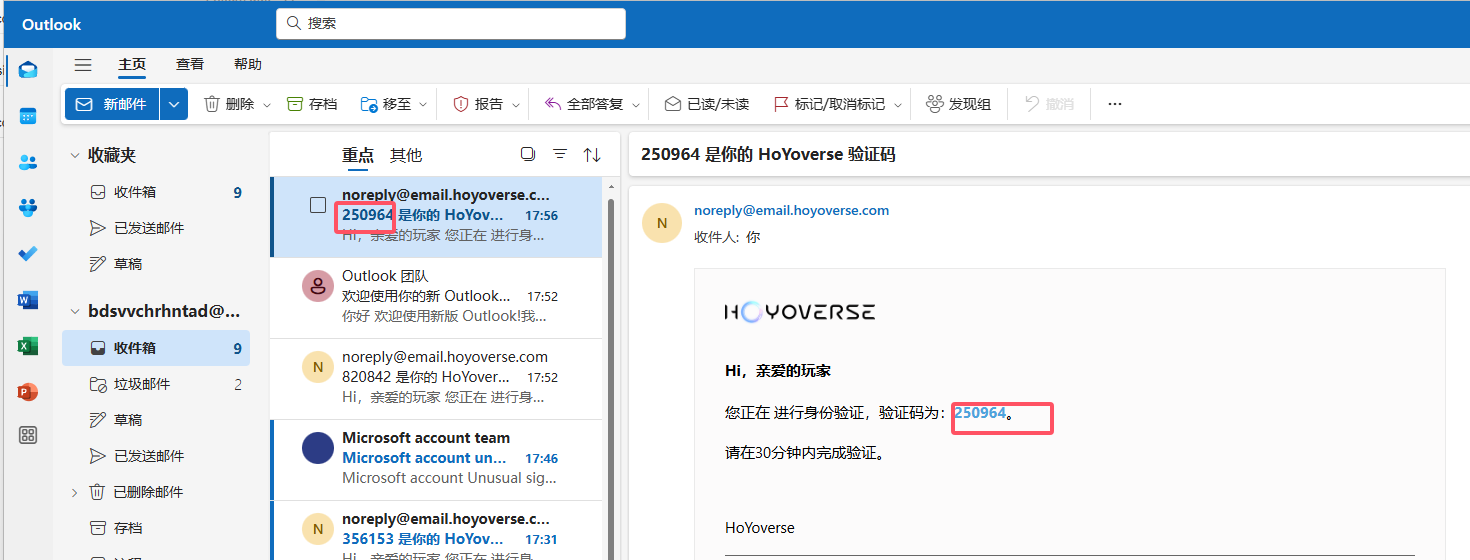 Outlook
搜索
主页 查看 帮助
新邮件 删除 存档 移至 报告 全部答复 已读/未读 标记/取消标记 发现组 撤消 ...
收藏夹
收件箱 9
已发送邮件
草稿
bdsvvchrhntad@...
收件箱 9
垃圾邮件 2
草稿
已发送邮件
已删除邮件
存档
重点 其他
noreply@email.hoyoverse.c...
250964 是你的 HoYov... 17:56
Hi，亲爱的玩家 您正在 进行身...
Outlook 团队
欢迎使用你的新 Outlook... 17:52
你好 欢迎使用新版 Outlook!我...
N
noreply@email.hoyoverse.com
820842 是你的 HoYover... 17:52
Hi，亲爱的玩家 您正在 进行身...
Microsoft account team
Microsoft account un... 17:46
Microsoft account Unusual sig...
N
noreply@email.hoyoverse.c...
356153 是你的 HoYov... 17:31
Hi，亲爱的玩家 您正在 进行身...
250964 是你的 HoYoverse 验证码
N
noreply@email.hoyoverse.com
收件人: 你
HOYOVERSE
Hi，亲爱的玩家
您正在 进行身份验证，验证码为：250964。
请在30分钟内完成验证。
HoYoverse